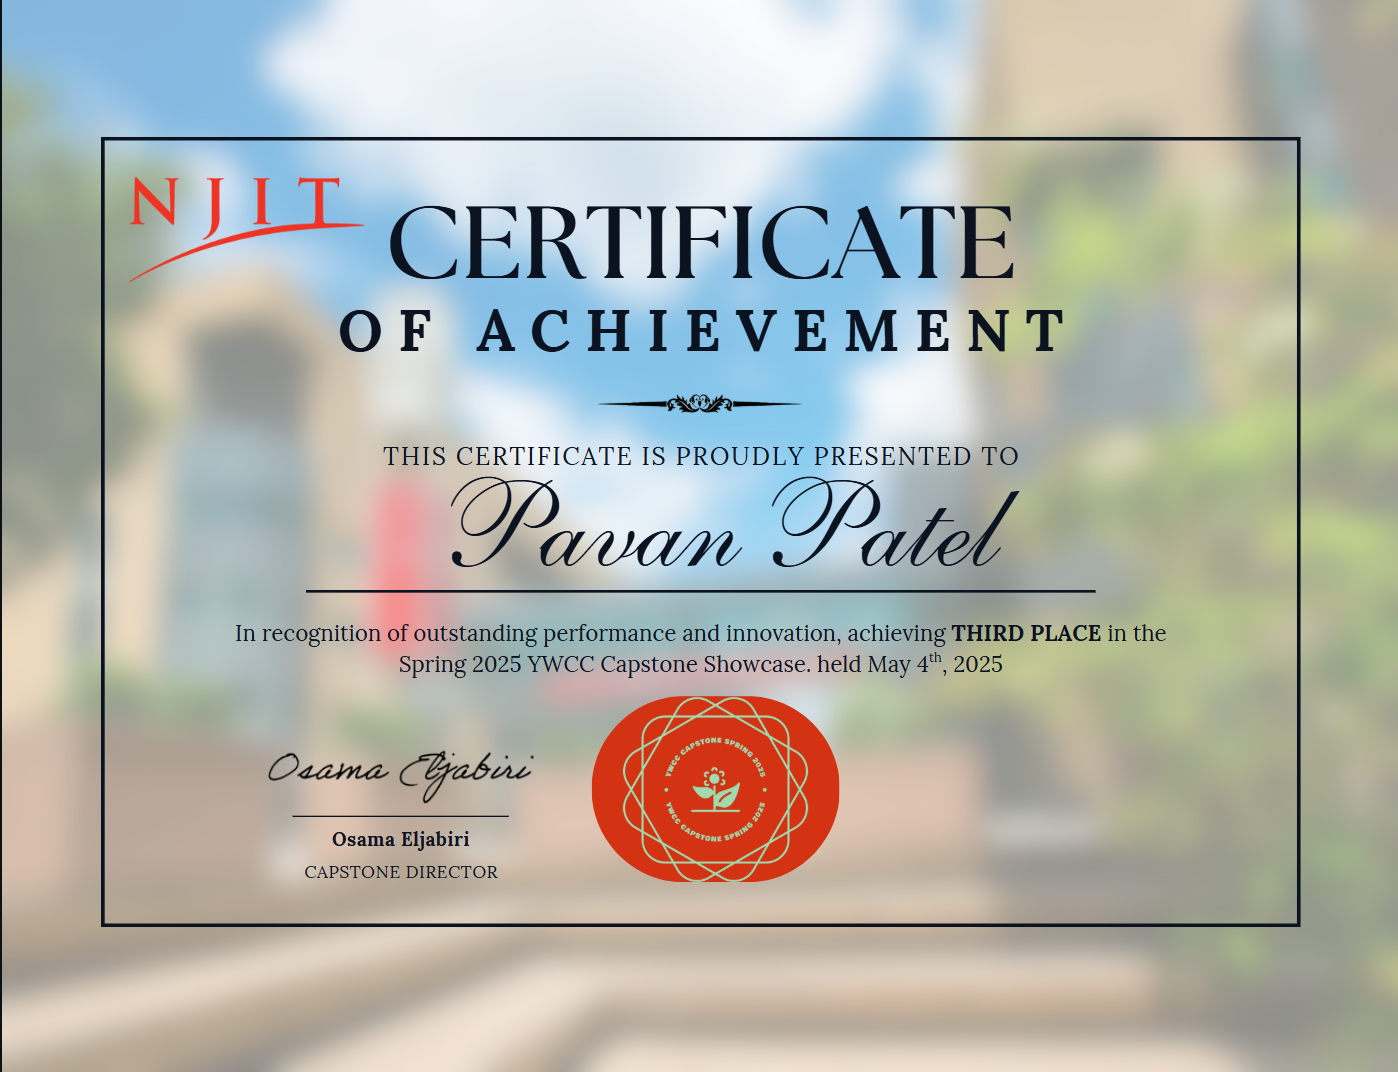 NJIT
CERTIFICATE
OF ACHIEVEMENT
THIS CERTIFICATE IS PROUDLY PRESENTED TO
Pavan Patel
In recognition of outstanding performance and innovation, achieving THIRD PLACE in the
Spring 2025 YWCC Capstone Showcase. held May 4th, 2025
Osama Eljabiri
Osama Eljabiri
CAPSTONE DIRECTOR
YWCC CAPSTONE SPRING 2025
YWCC CAPSTONE SPRING 2025